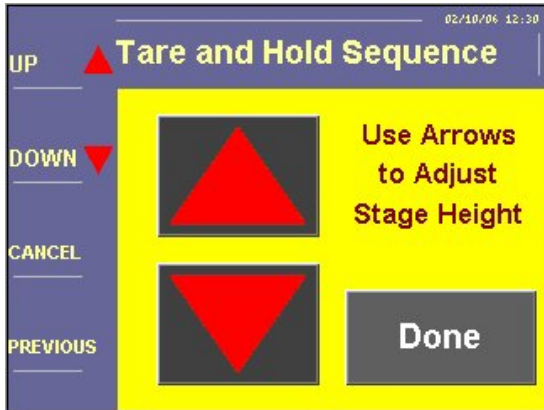 02/10/06 12:30
Tare and Hold Sequence
UP
DOWN
CANCEL
PREVIOUS
Use Arrows
to Adjust
Stage Height
Done